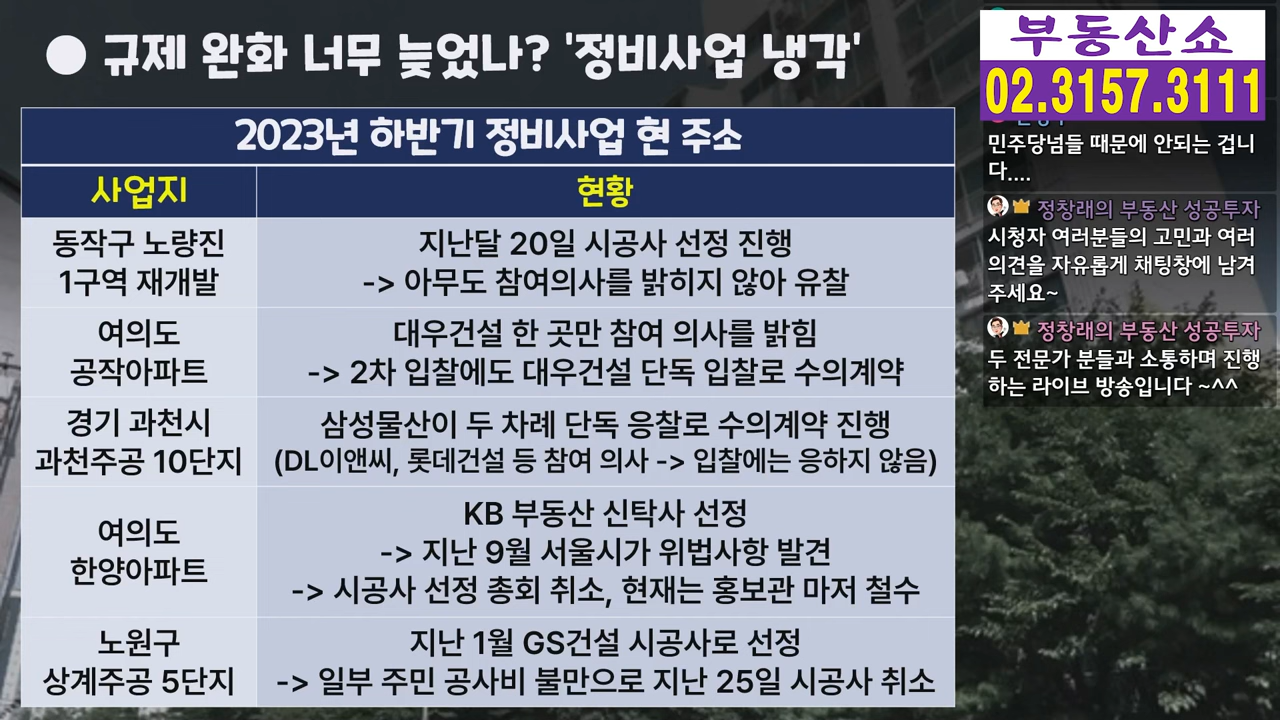 ● 규제 완화 너무 늦었나? '정비사업 냉각'
2023년 하반기 정비사업 현 주소
사업지 현황
동작구 노량진
1구역 재개발
지난달 20일 시공사 선정 진행
-> 아무도 참여의사를 밝히지 않아 유찰
여의도
공작아파트
대우건설 한 곳만 참여 의사를 밝힘
-> 2차 입찰에도 대우건설 단독 입찰로 수의계약
경기 과천시
과천주공 10단지
삼성물산이 두 차례 단독 응찰로 수의계약 진행
(DL이앤씨, 롯데건설 등 참여 의사 -> 입찰에는 응하지 않음)
여의도
한양아파트
KB 부동산 신탁사 선정
-> 지난 9월 서울시가 위법사항 발견
-> 시공사 선정 총회 취소, 현재는 홍보관 마저 철수
노원구
상계주공 5단지
지난 1월 GS건설 시공사로 선정
-> 일부 주민 공사비 불만으로 지난 25일 시공사 취소
부동산쇼
02.3157.3111
민주당넘들 때문에 안되는 겁니
다....
정창래의 부동산 성공투자
시청자 여러분들의 고민과 여러
의견을 자유롭게 채팅창에 남겨
주세요~
정창래의 부동산 성공투자
두 전문가 분들과 소통하며 진행
하는 라이브 방송입니다 ~^^